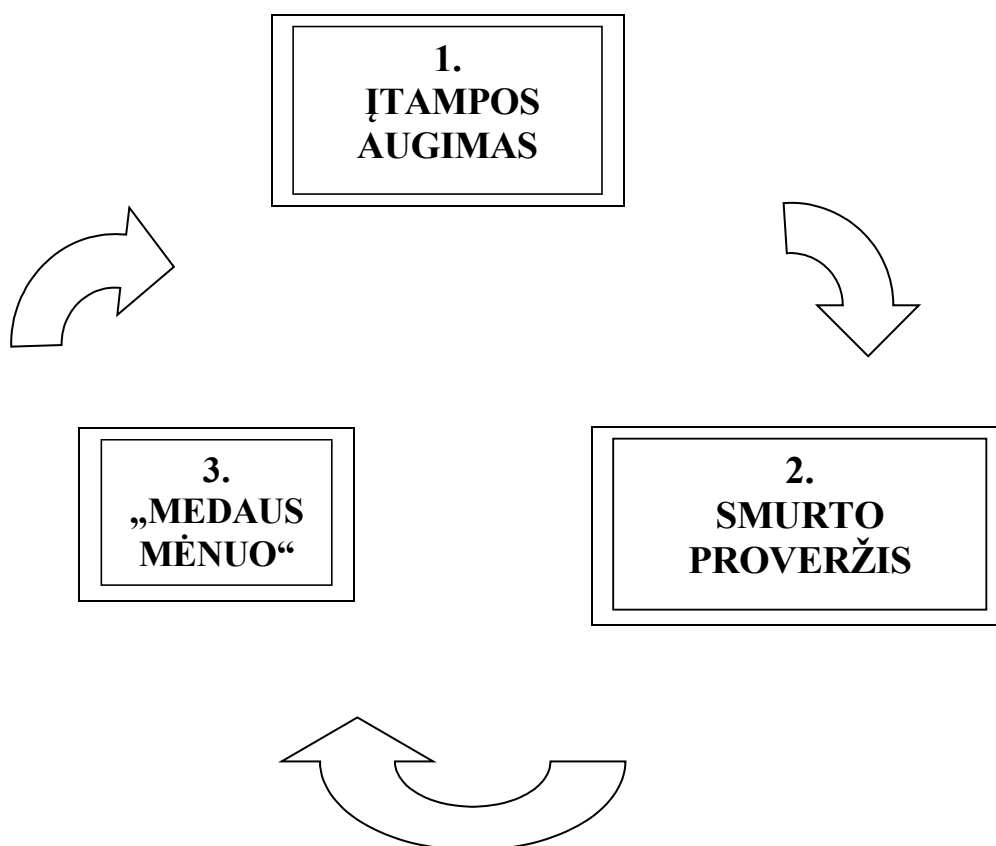 1.
ĮTAMPOS
AUGIMAS
2.
SMURTO
PROVERŽIS
3.
„MEDAUS
MĖNUO“